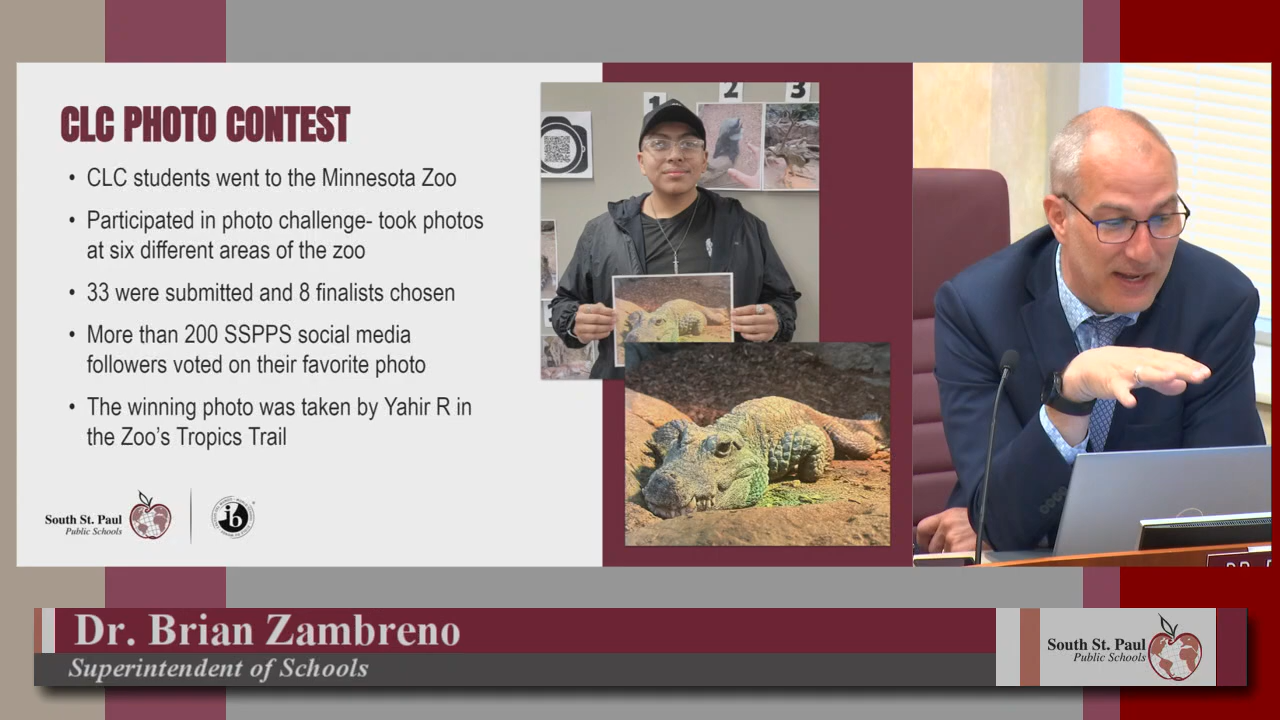 CLC PHOTO CONTEST
• CLC students went to the Minnesota Zoo
• Participated in photo challenge- took photos
at six different areas of the zoo
• 33 were submitted and 8 finalists chosen
• More than 200 SSPPS social media
followers voted on their favorite photo
• The winning photo was taken by Yahir R in
the Zoo's Tropics Trail
South St. Paul
Public Schools
ib
1
2
3
Dr. Brian Zambreno
Superintendent of Schools
South St. Paul
Public Schools